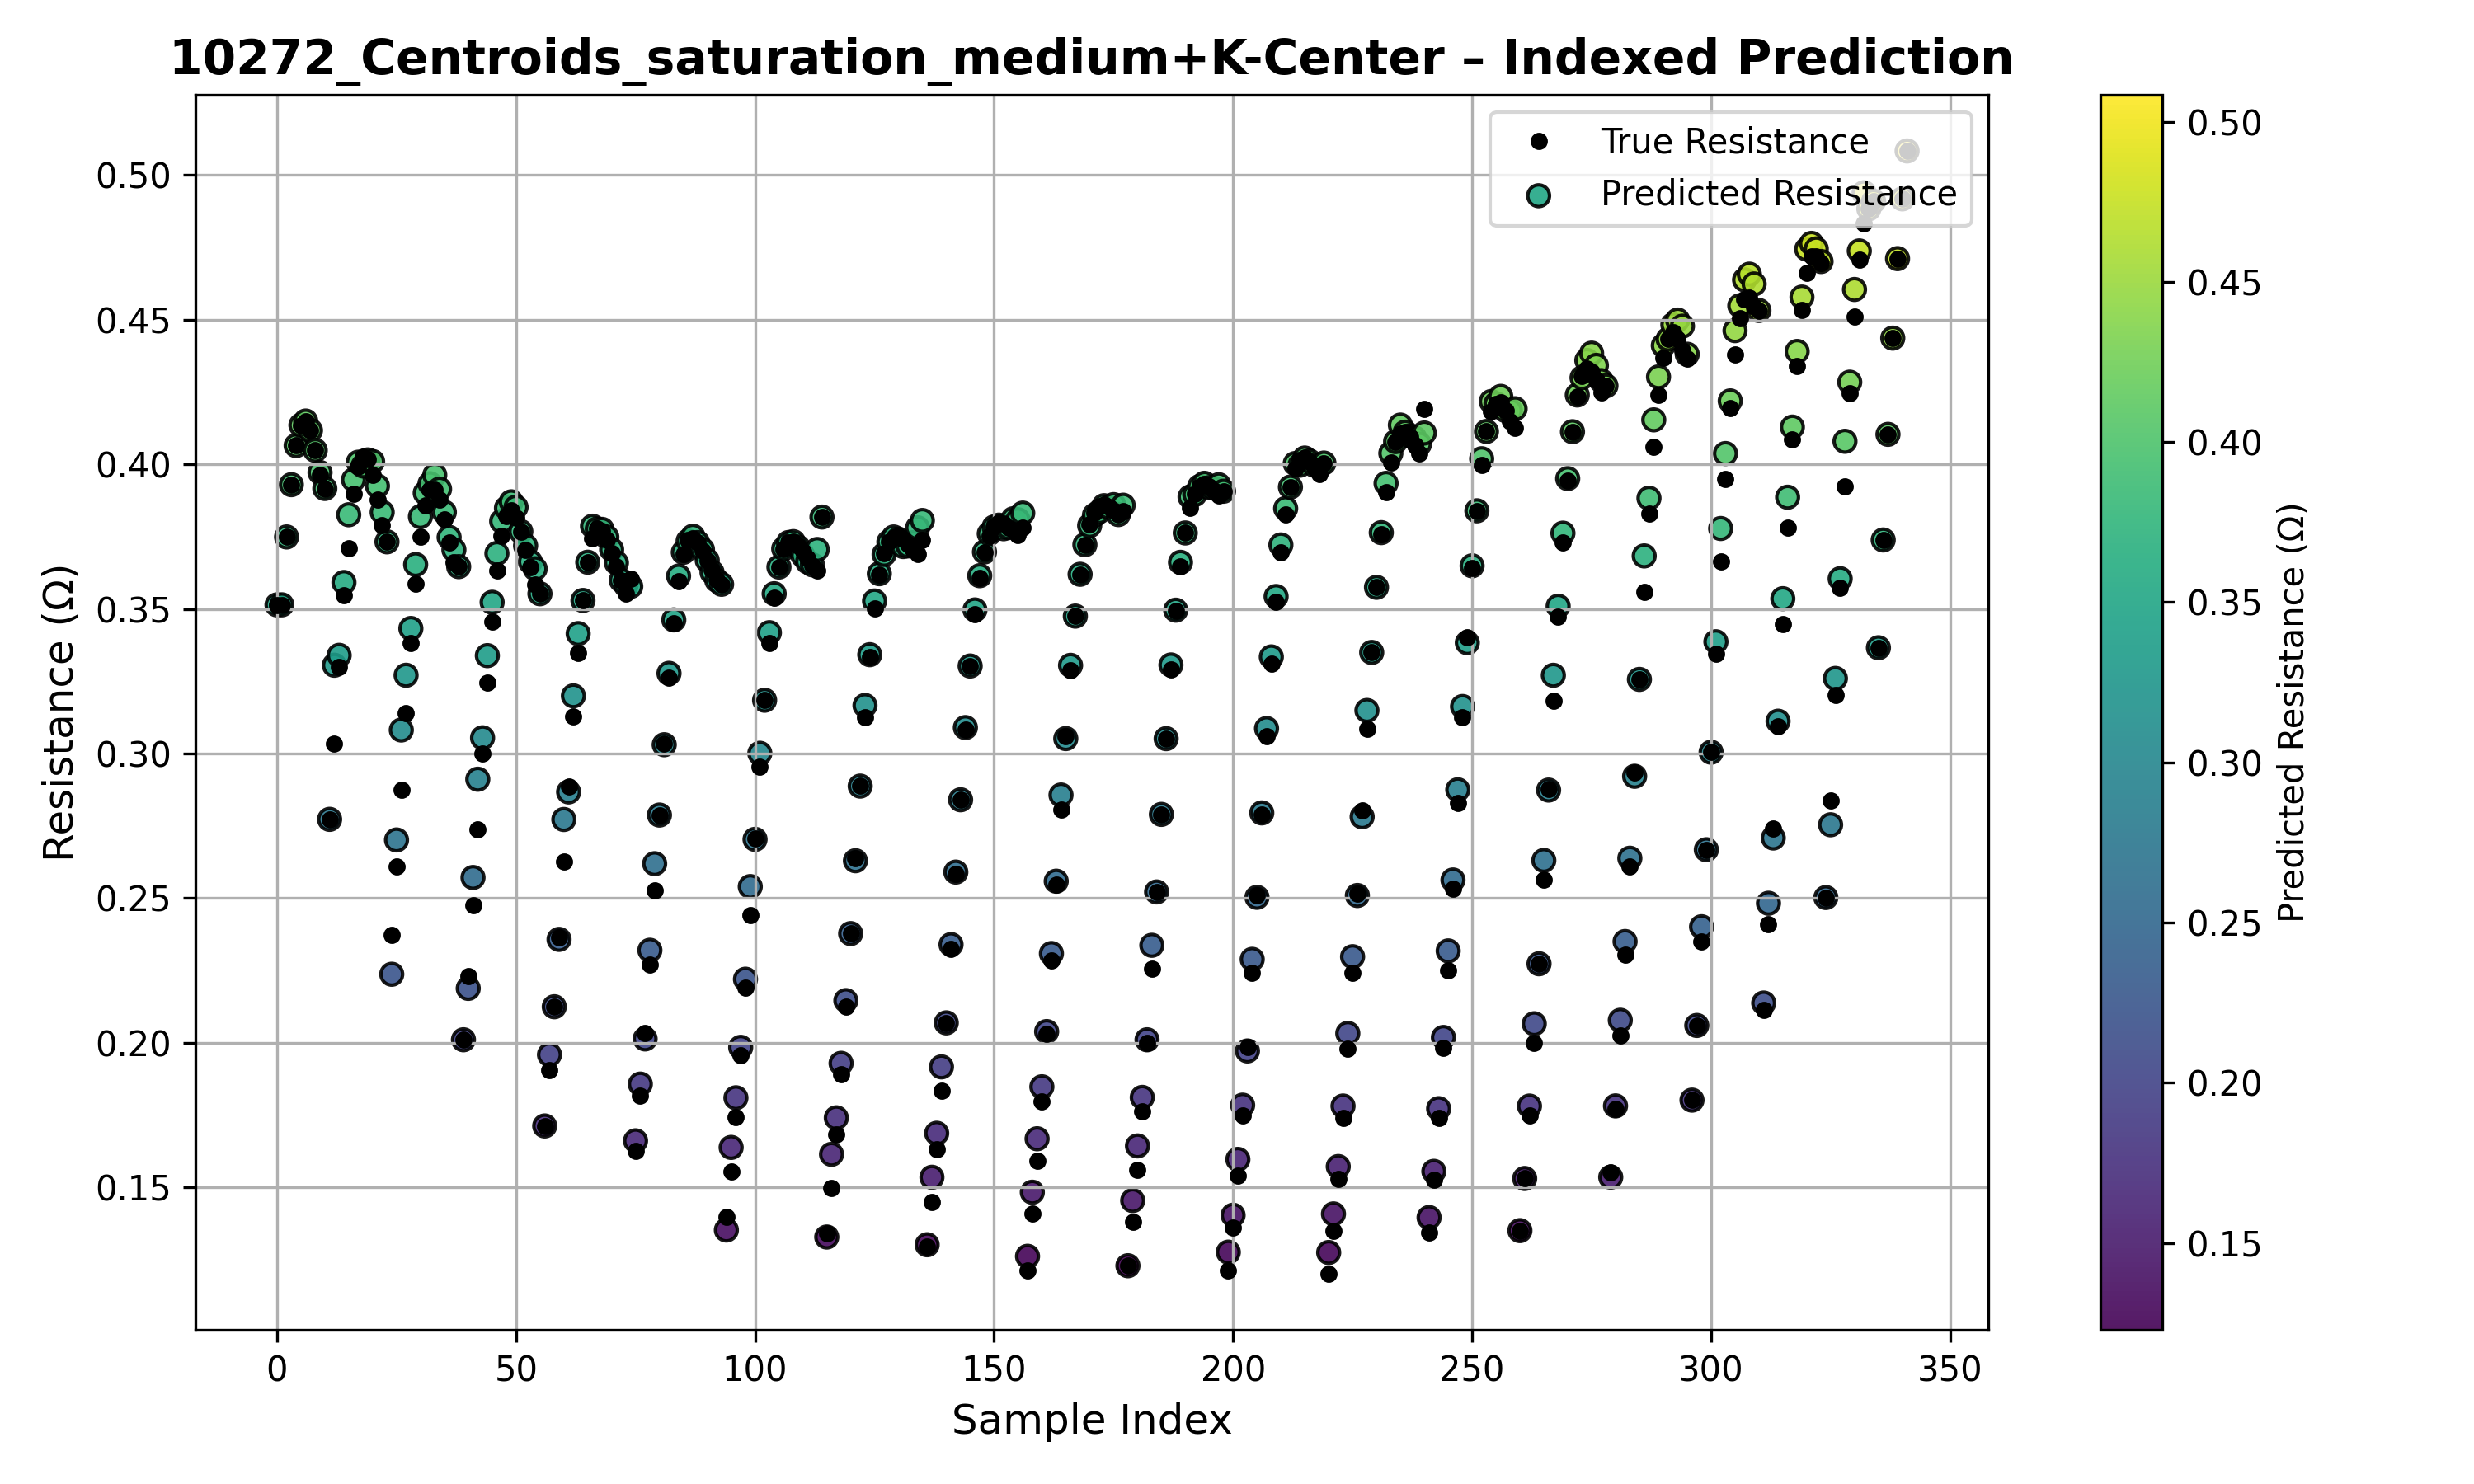 10272_Centroids_saturation_medium+K-Center – Indexed Prediction
True Resistance
Predicted Resistance
Resistance (Ω)
0.50
0.45
0.40
0.35
0.30
0.25
0.20
0.15
0 50 100 150 200 250 300 350
Sample Index
0.50
0.45
0.40
0.35
0.30
0.25
0.20
0.15
Predicted Resistance (Ω)